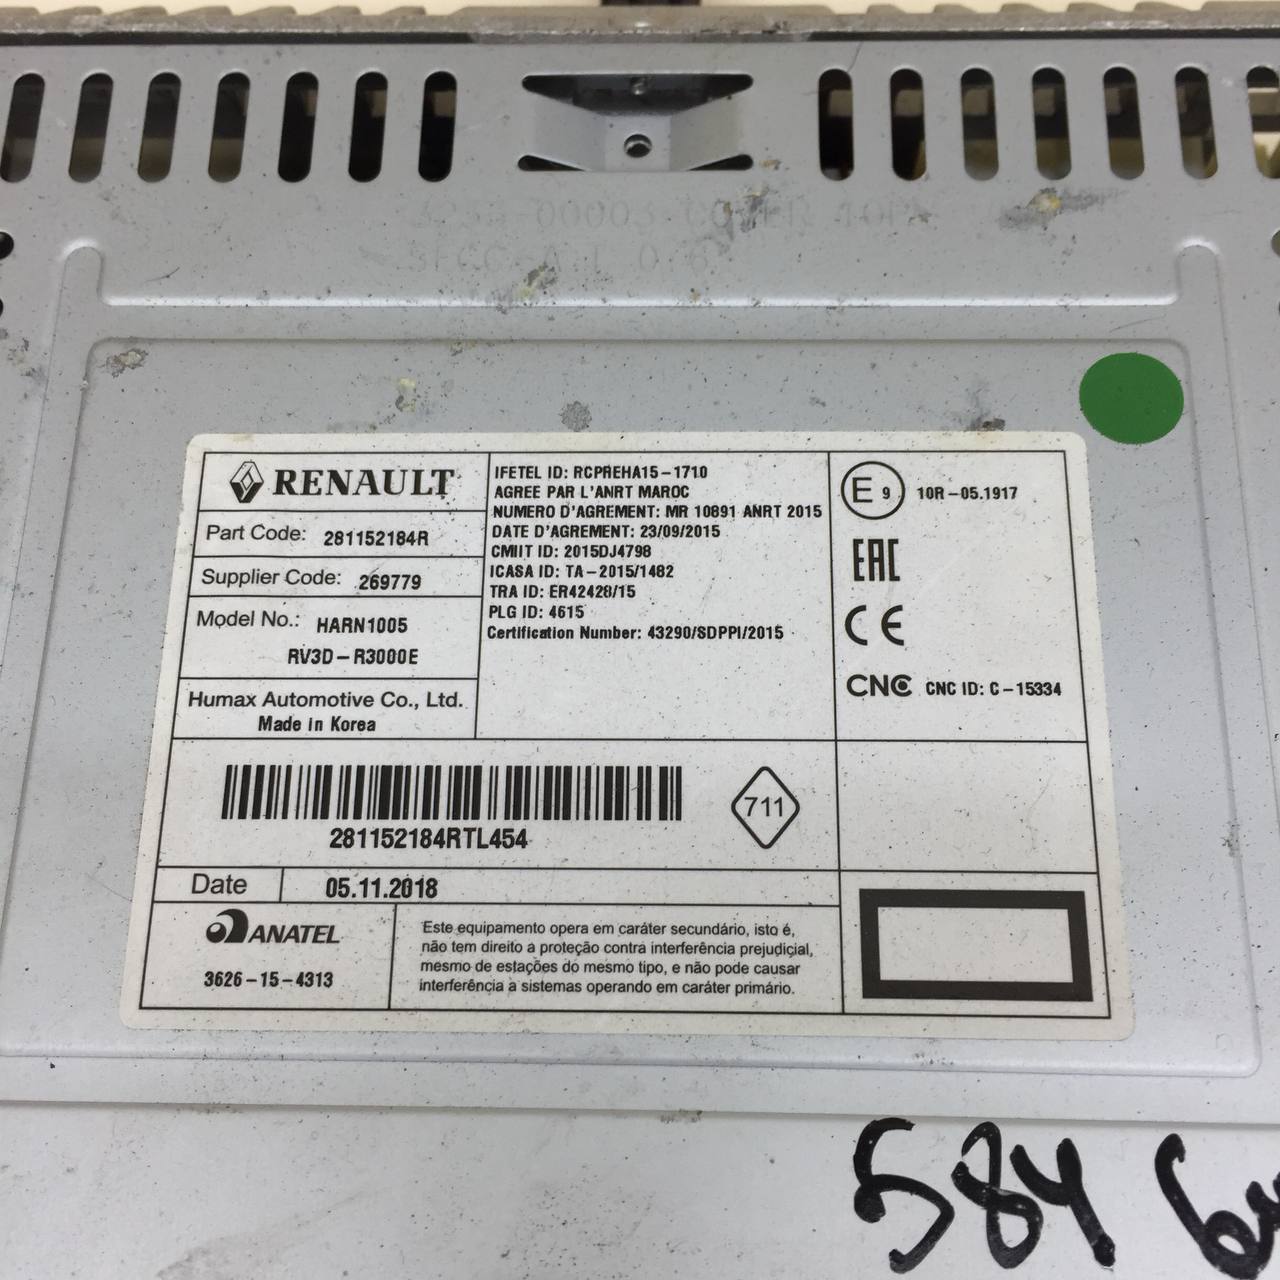 RENAULT
Part Code: 281152184R
Supplier Code: 269779
Model No.: HARN1005
RV3D-R3000E
Humax Automotive Co., Ltd.
Made in Korea
IFETEL ID: RCPREHA15-1710
AGREE PAR L'ANRT MAROC
NUMERO D'AGREMENT: MR 10891 ANRT 2015
DATE D'AGREMENT: 23/09/2015
CMIIT ID: 2015DJ4798
ICASA ID: TA-2015/1482
TRA ID: ER42428/15
PLG ID: 4615
Certification Number: 43290/SDPPI/2015
E 9 10R-05.1917
EAC
CE
CNC CNC ID: C-15334
281152184RTL454
711
Date 05.11.2018
ANATEL
3626-15-4313
Este equipamento opera em caráter secundário, isto é,
não tem direito a proteção contra interferência prejudicial,
mesmo de estações do mesmo tipo, e não pode causar
interferência a sistemas operando em caráter primário.
584